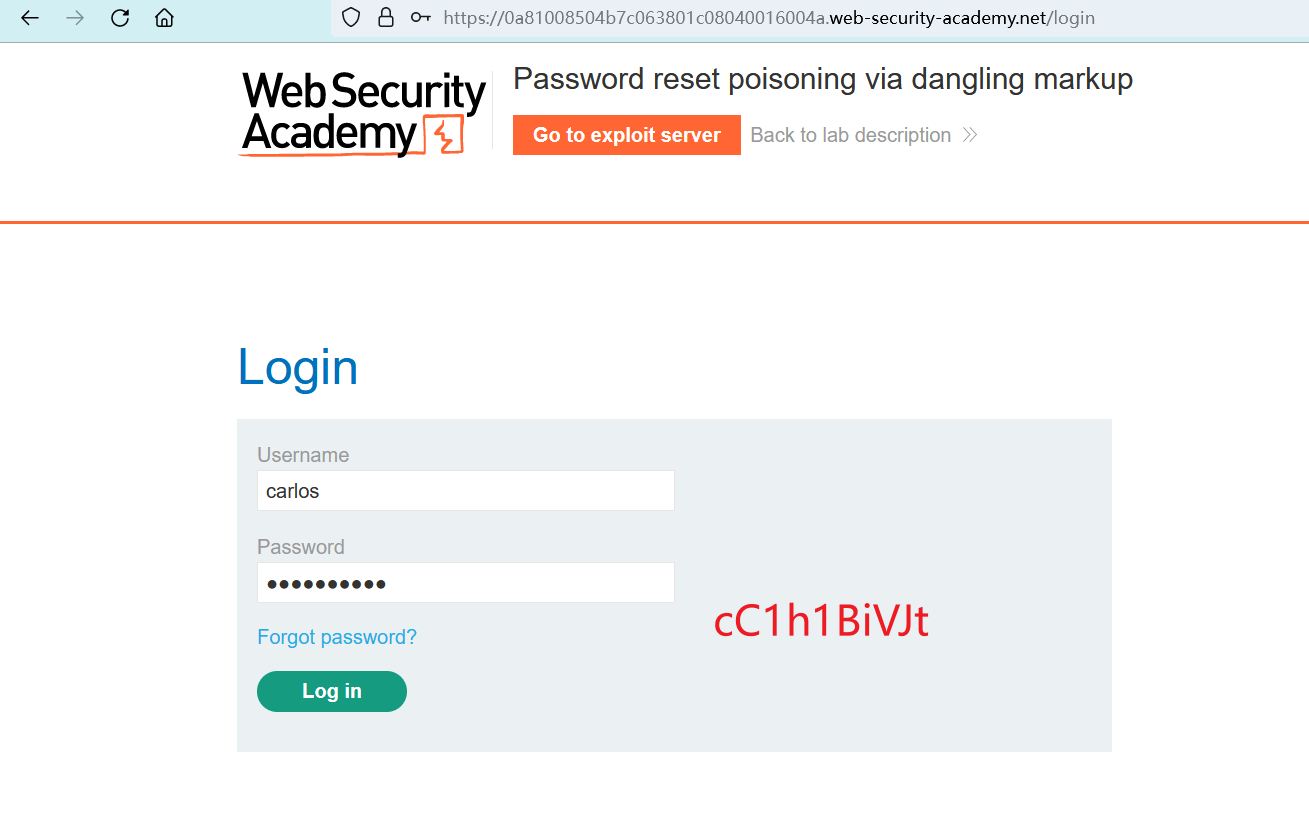 https://0a81008504b7c063801c08040016004a.web-security-academy.net/login
Web Security
Academy
Password reset poisoning via dangling markup
Go to exploit server
Back to lab description
Login
Username
carlos
Password
cC1h1BiVJt
Forgot password?
Log in